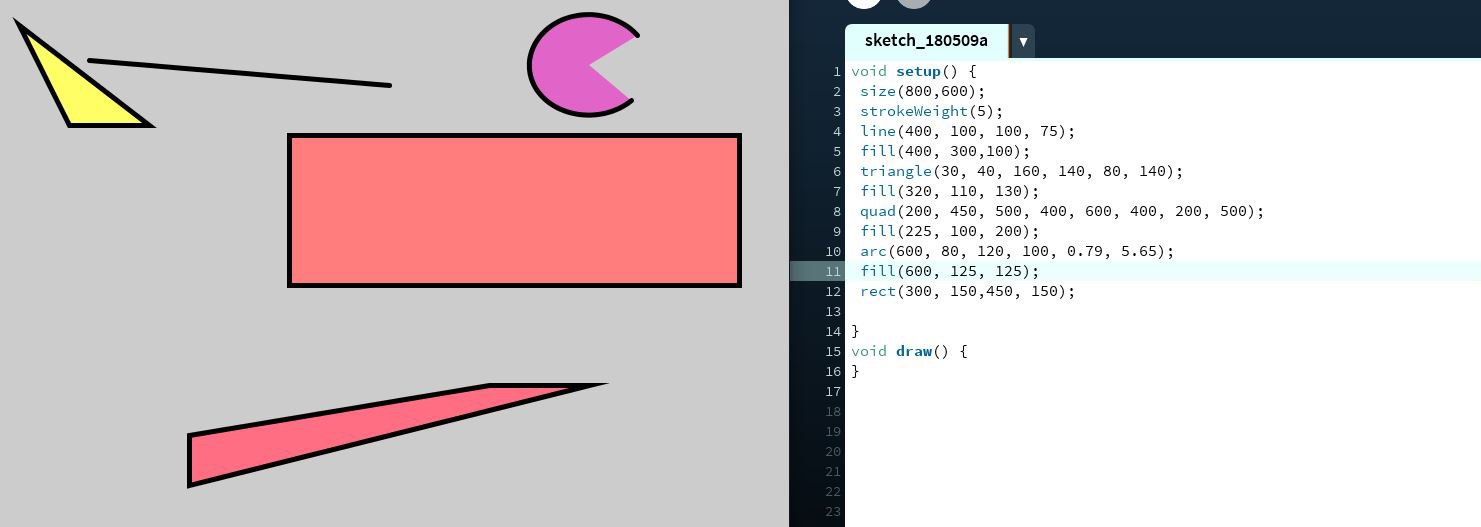 sketch_180509a ▼
1 void setup() {
2 size(800,600);
3 strokeWeight(5);
4 line(400, 100, 100, 75);
5 fill(400, 300,100);
6 triangle(30, 40, 160, 140, 80, 140);
7 fill(320, 110, 130);
8 quad(200, 450, 500, 400, 600, 400, 200, 500);
9 fill(225, 100, 200);
10 arc(600, 80, 120, 100, 0.79, 5.65);
11 fill(600, 125, 125);
12 rect(300, 150,450, 150);
13
14 }
15 void draw() {
16 }
17
18
19
20
21
22
23